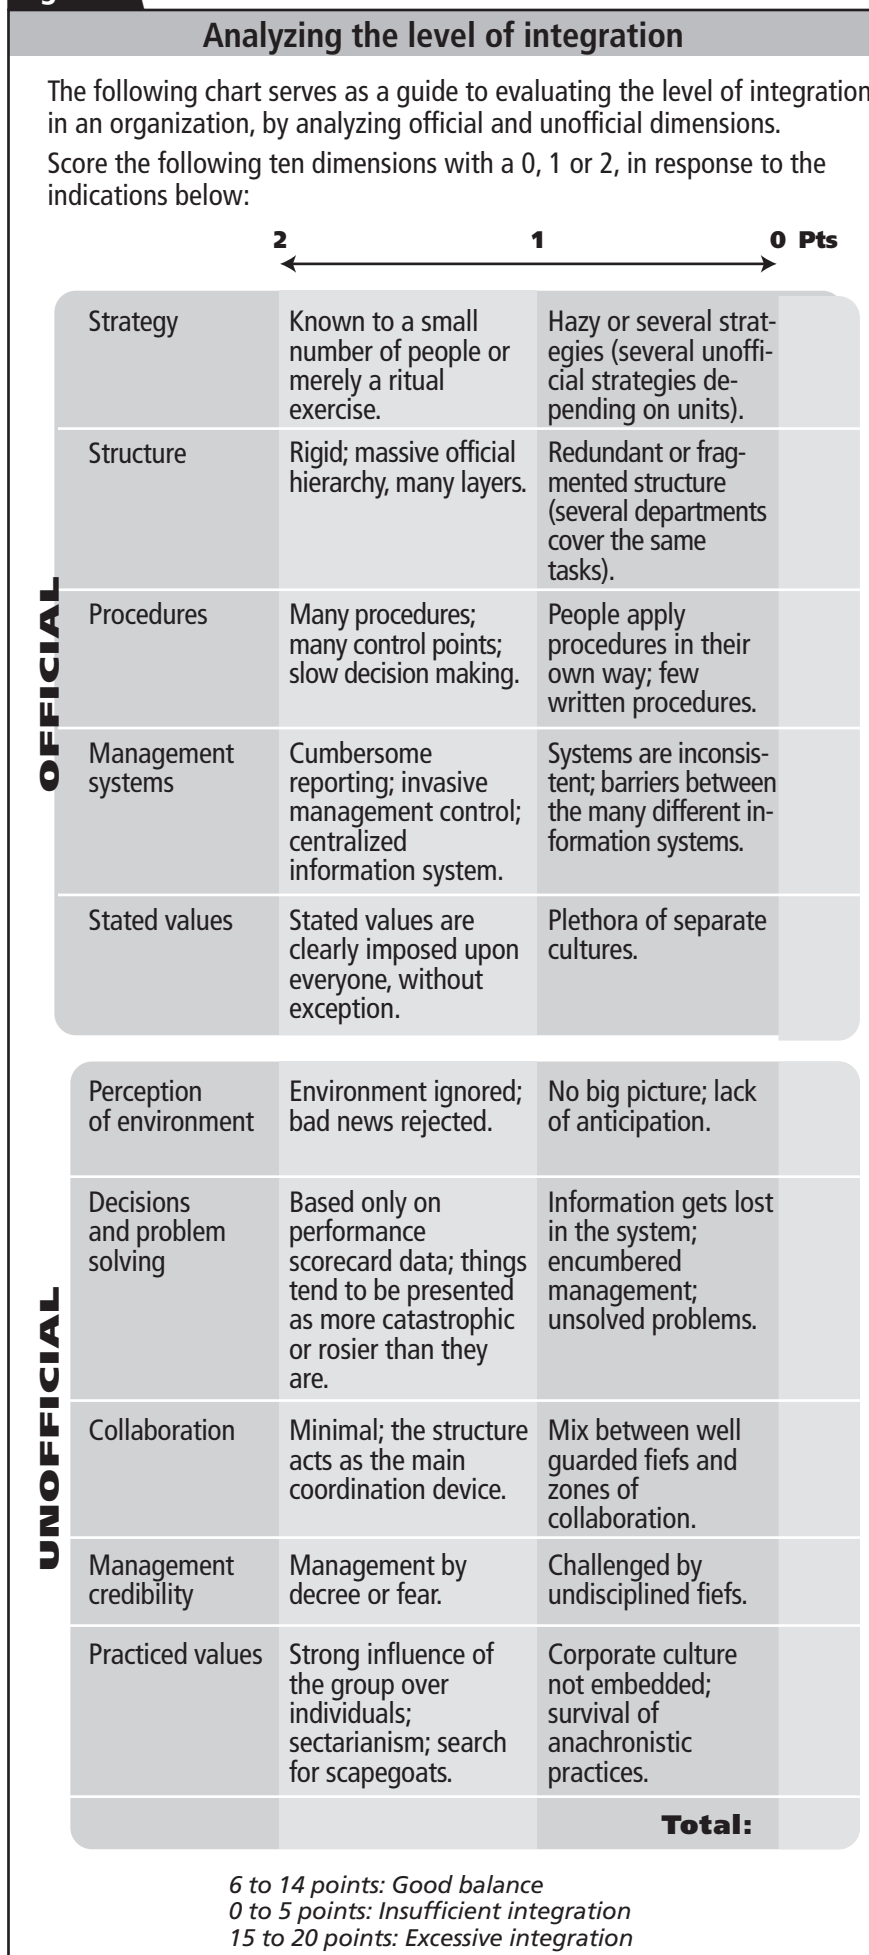 Analyzing the level of integration
The following chart serves as a guide to evaluating the level of integration
in an organization, by analyzing official and unofficial dimensions.
Score the following ten dimensions with a 0, 1 or 2, in response to the
indications below:
2 1 0 Pts
OFFICIAL
Strategy
Known to a small
number of people or
merely a ritual
exercise.
Hazy or several strat-
egies (several unoffi-
cial strategies de-
pending on units).
Structure
Rigid; massive official
hierarchy, many layers.
Redundant or frag-
mented structure
(several departments
cover the same
tasks).
Procedures
Many procedures;
many control points;
slow decision making.
People apply
procedures in their
own way; few
written procedures.
Management
systems
Cumbersome
reporting; invasive
management control;
centralized
information system.
Systems are inconsis-
tent; barriers between
the many different in-
formation systems.
Stated values
Stated values are
clearly imposed upon
everyone, without
exception.
Plethora of separate
cultures.
UNOFFICIAL
Perception
of environment
Environment ignored;
bad news rejected.
No big picture; lack
of anticipation.
Decisions
and problem
solving
Based only on
performance
scorecard data; things
tend to be presented
as more catastrophic
or rosier than they
are.
Information gets lost
in the system;
encumbered
management;
unsolved problems.
Collaboration
Minimal; the structure
acts as the main
coordination device.
Mix between well
guarded fiefs and
zones of
collaboration.
Management
credibility
Management by
decree or fear.
Challenged by
undisciplined fiefs.
Practiced values
Strong influence of
the group over
individuals;
sectarianism; search
for scapegoats.
Corporate culture
not embedded;
survival of
anachronistic
practices.
Total:
6 to 14 points: Good balance
0 to 5 points: Insufficient integration
15 to 20 points: Excessive integration